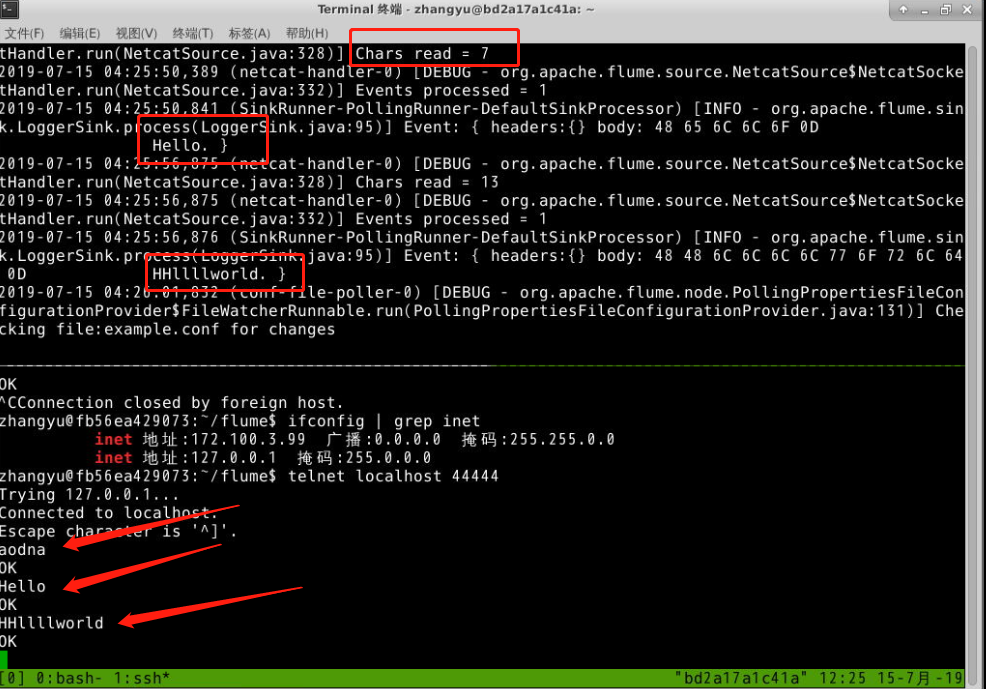 Terminal 终端 - zhangyu@bd2a17a1c41a: ~
文件(F) 编辑(E) 视图(V) 终端(T) 标签(A) 帮助(H)
tHandler.run(NetcatSource.java:328)] Chars read = 7
2019-07-15 04:25:50,389 (netcat-handler-0) [DEBUG - org.apache.flume.source.NetcatSource$NetcatSocke
tHandler.run(NetcatSource.java:332)] Events processed = 1
2019-07-15 04:25:50,841 (SinkRunner-PollingRunner-DefaultSinkProcessor) [INFO - org.apache.flume.sin
k.LoggerSink.process(LoggerSink.java:95)] Event: { headers:{} body: 48 65 6C 6C 6F 0D
Hello. }
2019-07-15 04:25:56,875 (netcat-handler-0) [DEBUG - org.apache.flume.source.NetcatSource$NetcatSocke
tHandler.run(NetcatSource.java:328)] Chars read = 13
2019-07-15 04:25:56,875 (netcat-handler-0) [DEBUG - org.apache.flume.source.NetcatSource$NetcatSocke
tHandler.run(NetcatSource.java:332)] Events processed = 1
2019-07-15 04:25:56,876 (SinkRunner-PollingRunner-DefaultSinkProcessor) [INFO - org.apache.flume.sin
k.LoggerSink.process(LoggerSink.java:95)] Event: { headers:{} body: 48 48 6C 6C 6C 6C 77 6F 72 6C 64
0D HHllllworld. }
2019-07-15 04:26:01,832 (conf-file-poller-0) [DEBUG - org.apache.flume.node.PollingPropertiesFileCon
figurationProvider$FileWatcherRunnable.run(PollingPropertiesFileConfigurationProvider.java:131)] Che
cking file:example.conf for changes
OK
^CConnection closed by foreign host.
zhangyu@fb56ea429073:~/flume$ ifconfig | grep inet
inet 地址:172.100.3.99 广播:0.0.0.0 掩码:255.255.0.0
inet 地址:127.0.0.1 掩码:255.0.0.0
zhangyu@fb56ea429073:~/flume$ telnet localhost 44444
Trying 127.0.0.1...
Connected to localhost.
Escape character is '^]'.
aodna
OK
Hello
OK
HHllllworld
OK
[0] 0:bash- 1:ssh* "bd2a17a1c41a" 12:25 15-7月 -19